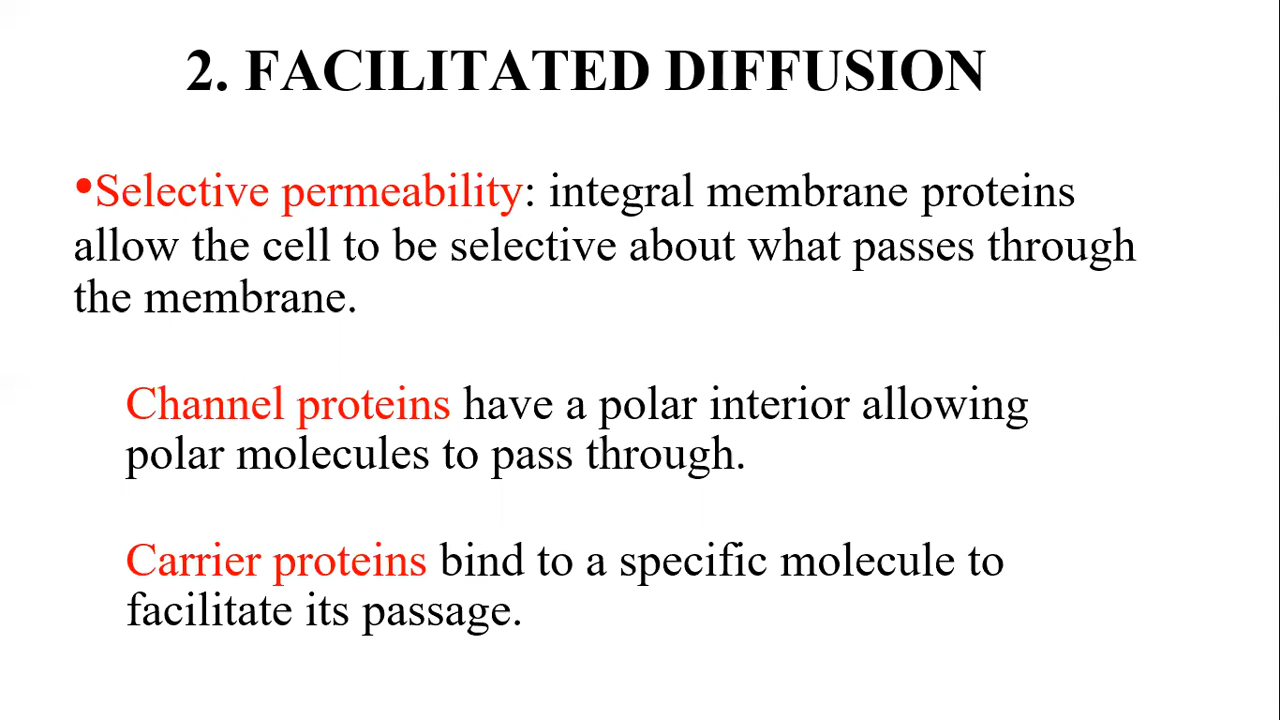 2. FACILITATED DIFFUSION
•Selective permeability: integral membrane proteins
allow the cell to be selective about what passes through
the membrane.
Channel proteins have a polar interior allowing
polar molecules to pass through.
Carrier proteins bind to a specific molecule to
facilitate its passage.